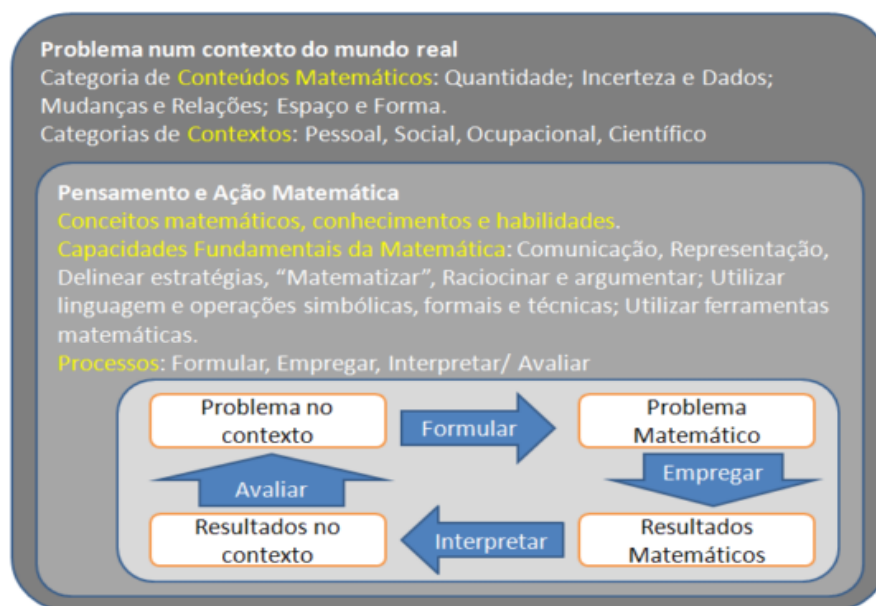 Problema num contexto do mundo real
Categoria de Conteúdos Matemáticos: Quantidade; Incerteza e Dados;
Mudanças e Relações; Espaço e Forma.
Categorias de Contextos: Pessoal, Social, Ocupacional, Científico
Pensamento e Ação Matemática
Conceitos matemáticos, conhecimentos e habilidades.
Capacidades Fundamentais da Matemática: Comunicação, Representação,
Delinear estratégias, “Matematizar”, Raciocinar e argumentar; Utilizar
linguagem e operações simbólicas, formais e técnicas; Utilizar ferramentas
matemáticas.
Processos: Formular, Empregar, Interpretar/ Avaliar
Problema no
contexto
Formular
Problema
Matemático
Empregar
Avaliar
Resultados no
contexto
Interpretar
Resultados
Matemáticos